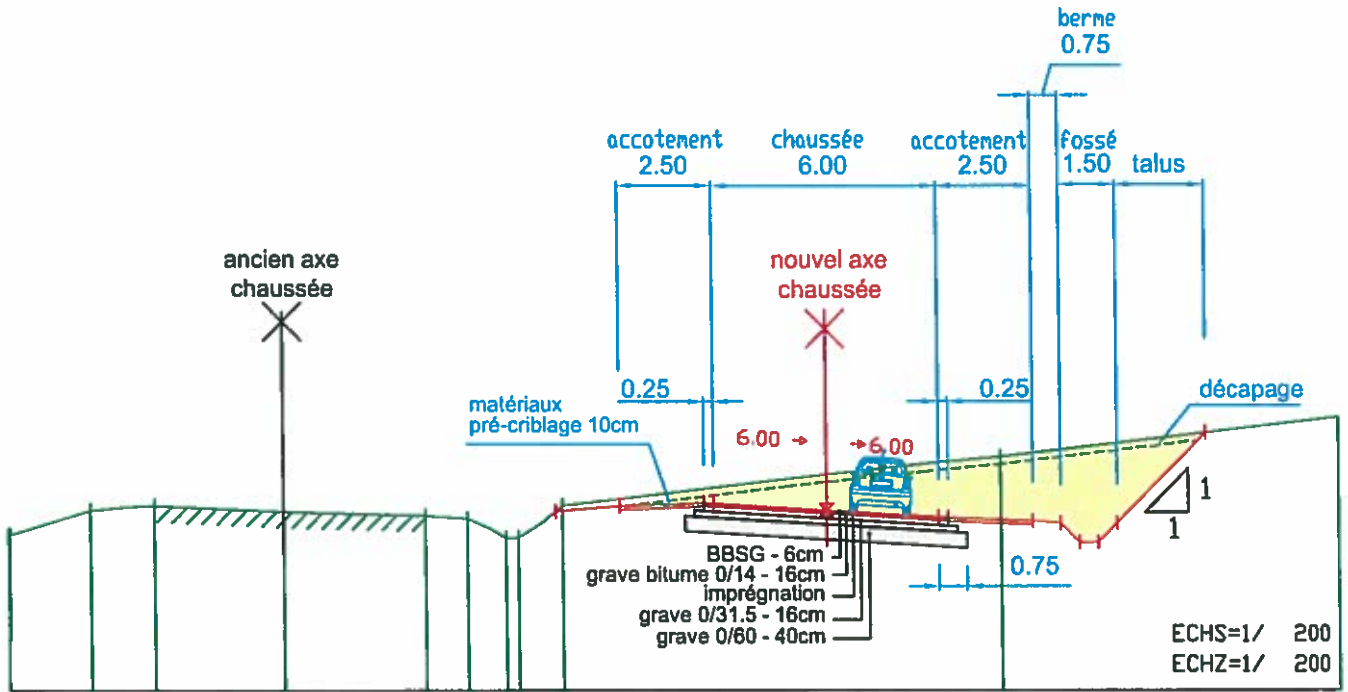 berme
0.75
accotement
2.50
chaussée
6.00
accotement
2.50
fossé
1.50
talus
ancien axe
chaussée
nouvel axe
chaussée
0.25
0.25
décapage
matériaux
pré-criblage 10cm
6.00
6.00
1
1
BBSG - 6cm
grave bitume 0/14 - 16cm
imprégnation
grave 0/31.5 - 16cm
grave 0/60 - 40cm
0.75
ECHS=1/ 200
ECHZ=1/ 200